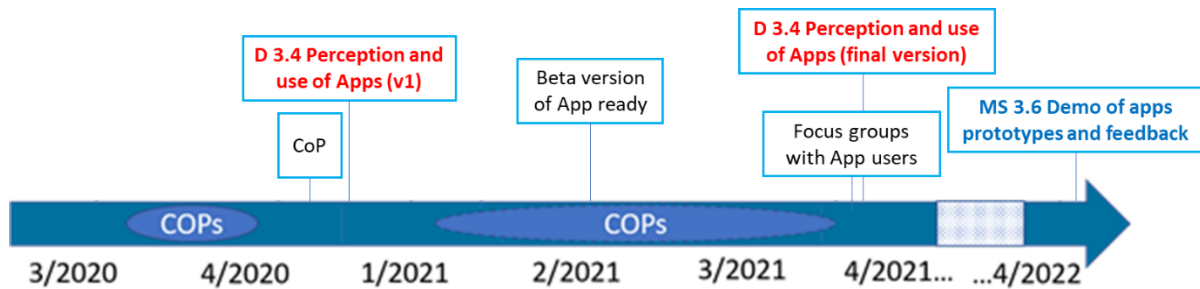 D 3.4 Perception and
use of Apps (v1)
CoP
Beta version
of App ready
D 3.4 Perception and use
of Apps (final version)
Focus groups
with App users
MS 3.6 Demo of apps
prototypes and feedback
COPs
COPs
3/2020
4/2020
1/2021
2/2021
3/2021
4/2021...
...4/2022